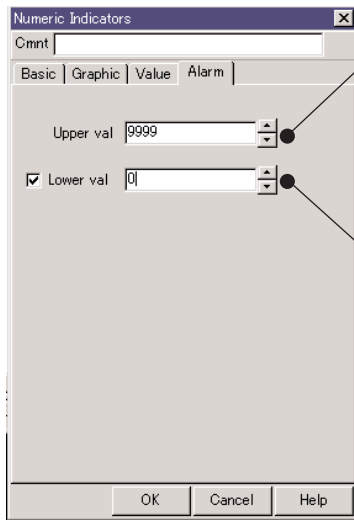 Numeric Indicators
Cmnt
Basic Graphic Value Alarm
Upper val 9999
Lower val 0
OK Cancel Help